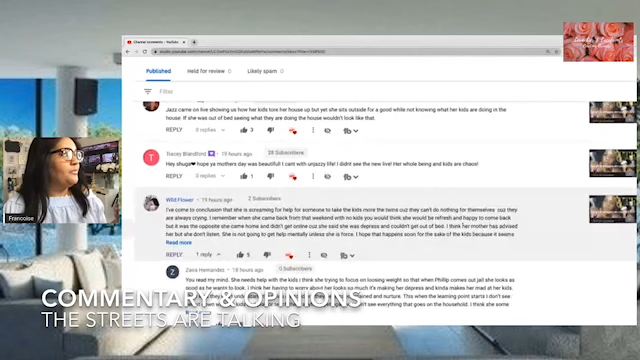 Channel comments - YouTube
Published
Held for review 0
Likely spam 0
Filter
Jazz came on live showing us how her kids tore her house up but yet she sits outside for a good while not knowing what her kids are doing in the
house. If she was out of bed seeing what they are doing the house wouldn't look like that.
REPLY 0 replies 3
Tracey Blandford 19 hours ago 28 Subscribers
Hey shuga ya mothers day was beautiful! I cant with unjazzy life! I didnt see the new live! Her whole being and kids are chaos!
REPLY 0 replies 1
Wild Flower 19 hours ago 2 Subscribers
I've come to conclusion that she is screaming for help for someone to take the kids more the twins cuz they can't do nothing for themsselves cuz they
are always crying. I remember when she came back from that weekend with no kids you would think she would be refresh and happy to come back
but it was the opposite she came home and didn't get online cuz she said she was depress and couldn't get out of bed. I think her mother has advised
her but she don't listen. She is not going to get help mentally unless she is force. I hope that happens soon for the sake of the kids because it seems
Read more
REPLY 1 reply 5
Z
Zaira Hernandez 18 hours ago 0 Subscribers
You read my mind. She needs help with the kids I think she trying to focus on loosing weight so that when Phillip comes out jail she looks as
good as he wants to look. I think her having to worry about her looks so much it's making her depress and kinda makes her mad at her kids.
and nurture. This when the learning point starts I don't see
see everything that goes on the household. I think she some
Francoise
COMMENTARY & OPINIONS
THE STREETS ARE TALKING